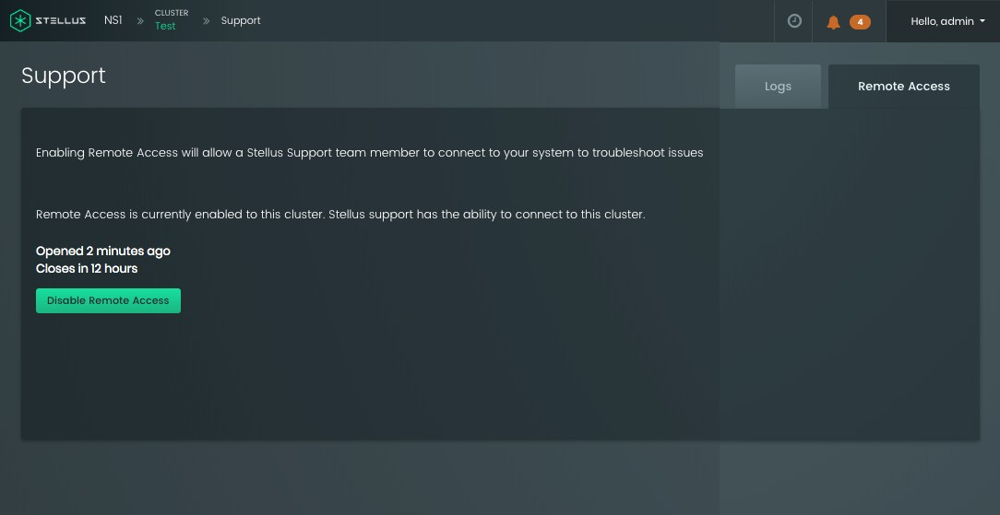 STELLUS
NS1 » CLUSTER
Test » Support
4
Hello, admin
Support
Logs
Remote Access
Enabling Remote Access will allow a Stellus Support team member to connect to your system to troubleshoot issues
Remote Access is currently enabled to this cluster. Stellus support has the ability to connect to this cluster.
Opened 2 minutes ago
Closes in 12 hours
Disable Remote Access